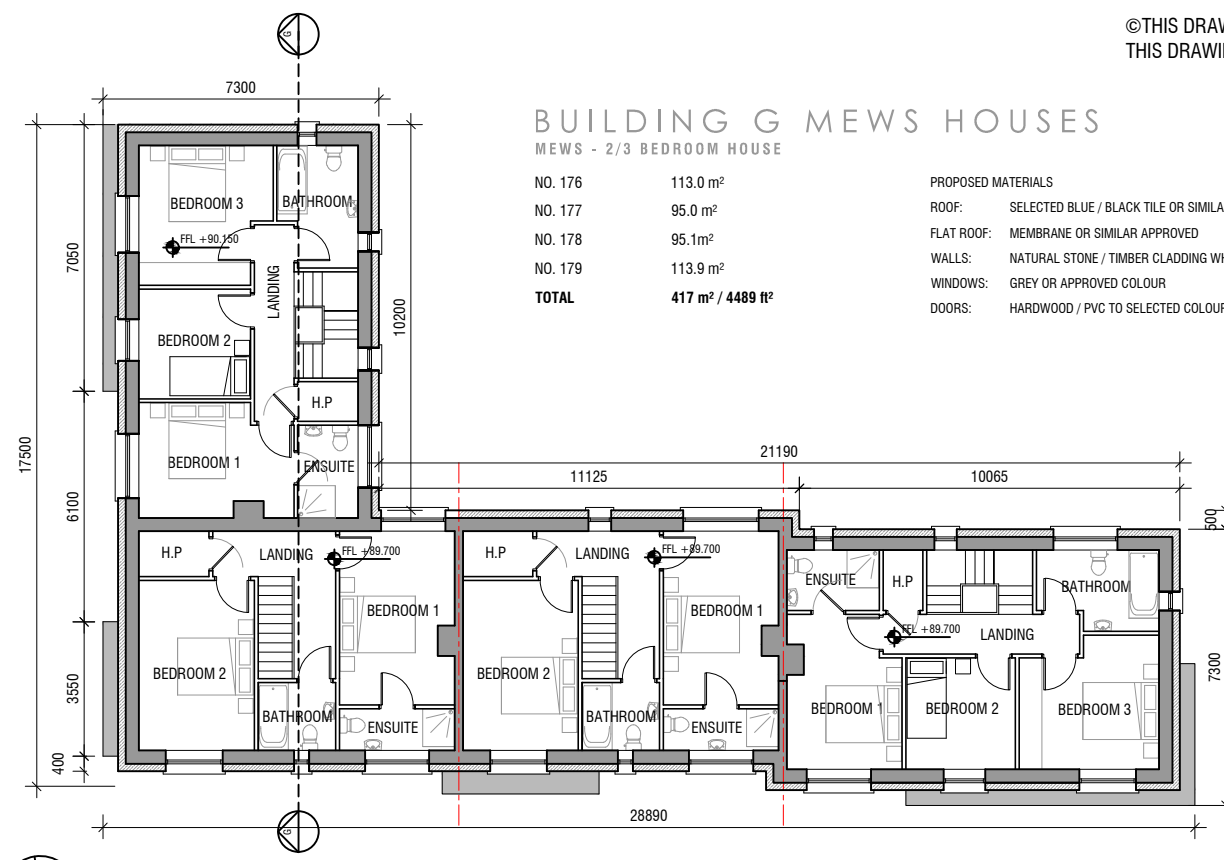 ©THIS DRAW
THIS DRAWI
G
7300
BUILDING G MEWS HOUSES
MEWS - 2/3 BEDROOM HOUSE
NO. 176 113.0 m²
NO. 177 95.0 m²
NO. 178 95.1m²
NO. 179 113.9 m²
TOTAL 417 m² / 4489 ft²
PROPOSED MATERIALS
ROOF: SELECTED BLUE / BLACK TILE OR SIMILA
FLAT ROOF: MEMBRANE OR SIMILAR APPROVED
WALLS: NATURAL STONE / TIMBER CLADDING WH
WINDOWS: GREY OR APPROVED COLOUR
DOORS: HARDWOOD / PVC TO SELECTED COLOUR
BEDROOM 3
BATHROOM
FFL +90.150
7050
LANDING
10200
BEDROOM 2
H.P
17500
BEDROOM 1
ENSUITE
6100
21190
11125
10065
500
H.P
LANDING
FFL +89.700
H.P
LANDING
FFL +89.700
ENSUITE
H.P
BATHROOM
BEDROOM 1
BEDROOM 1
FFL +89.700
LANDING
7300
3550
BEDROOM 2
BEDROOM 2
BEDROOM 1
BEDROOM 2
BEDROOM 3
BATHROOM
ENSUITE
BATHROOM
ENSUITE
400
28890
G